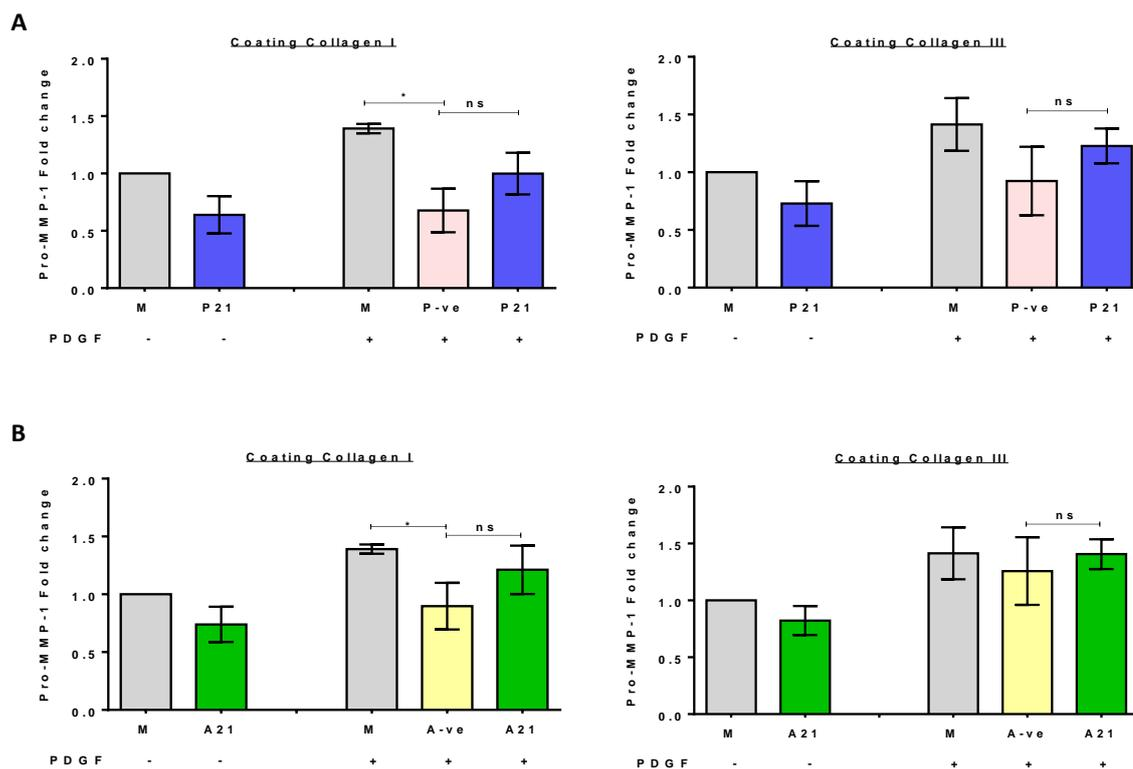 A
Coating Collagen I
Coating Collagen III
Pro-MMP-1 Fold change
2.0
1.5
1.0
0.5
0.0
*
ns
M P21 M P-ve P21
PDGF - - + + +
Pro-MMP-1 Fold change
2.0
1.5
1.0
0.5
0.0
ns
M P21 M P-ve P21
PDGF - - + + +
B
Coating Collagen I
Coating Collagen III
Pro-MMP-1 Fold change
2.0
1.5
1.0
0.5
0.0
*
ns
M A21 M A-ve A21
PDGF - - + + +
Pro-MMP-1 Fold change
2.0
1.5
1.0
0.5
0.0
ns
M A21 M A-ve A21
PDGF - - + + +